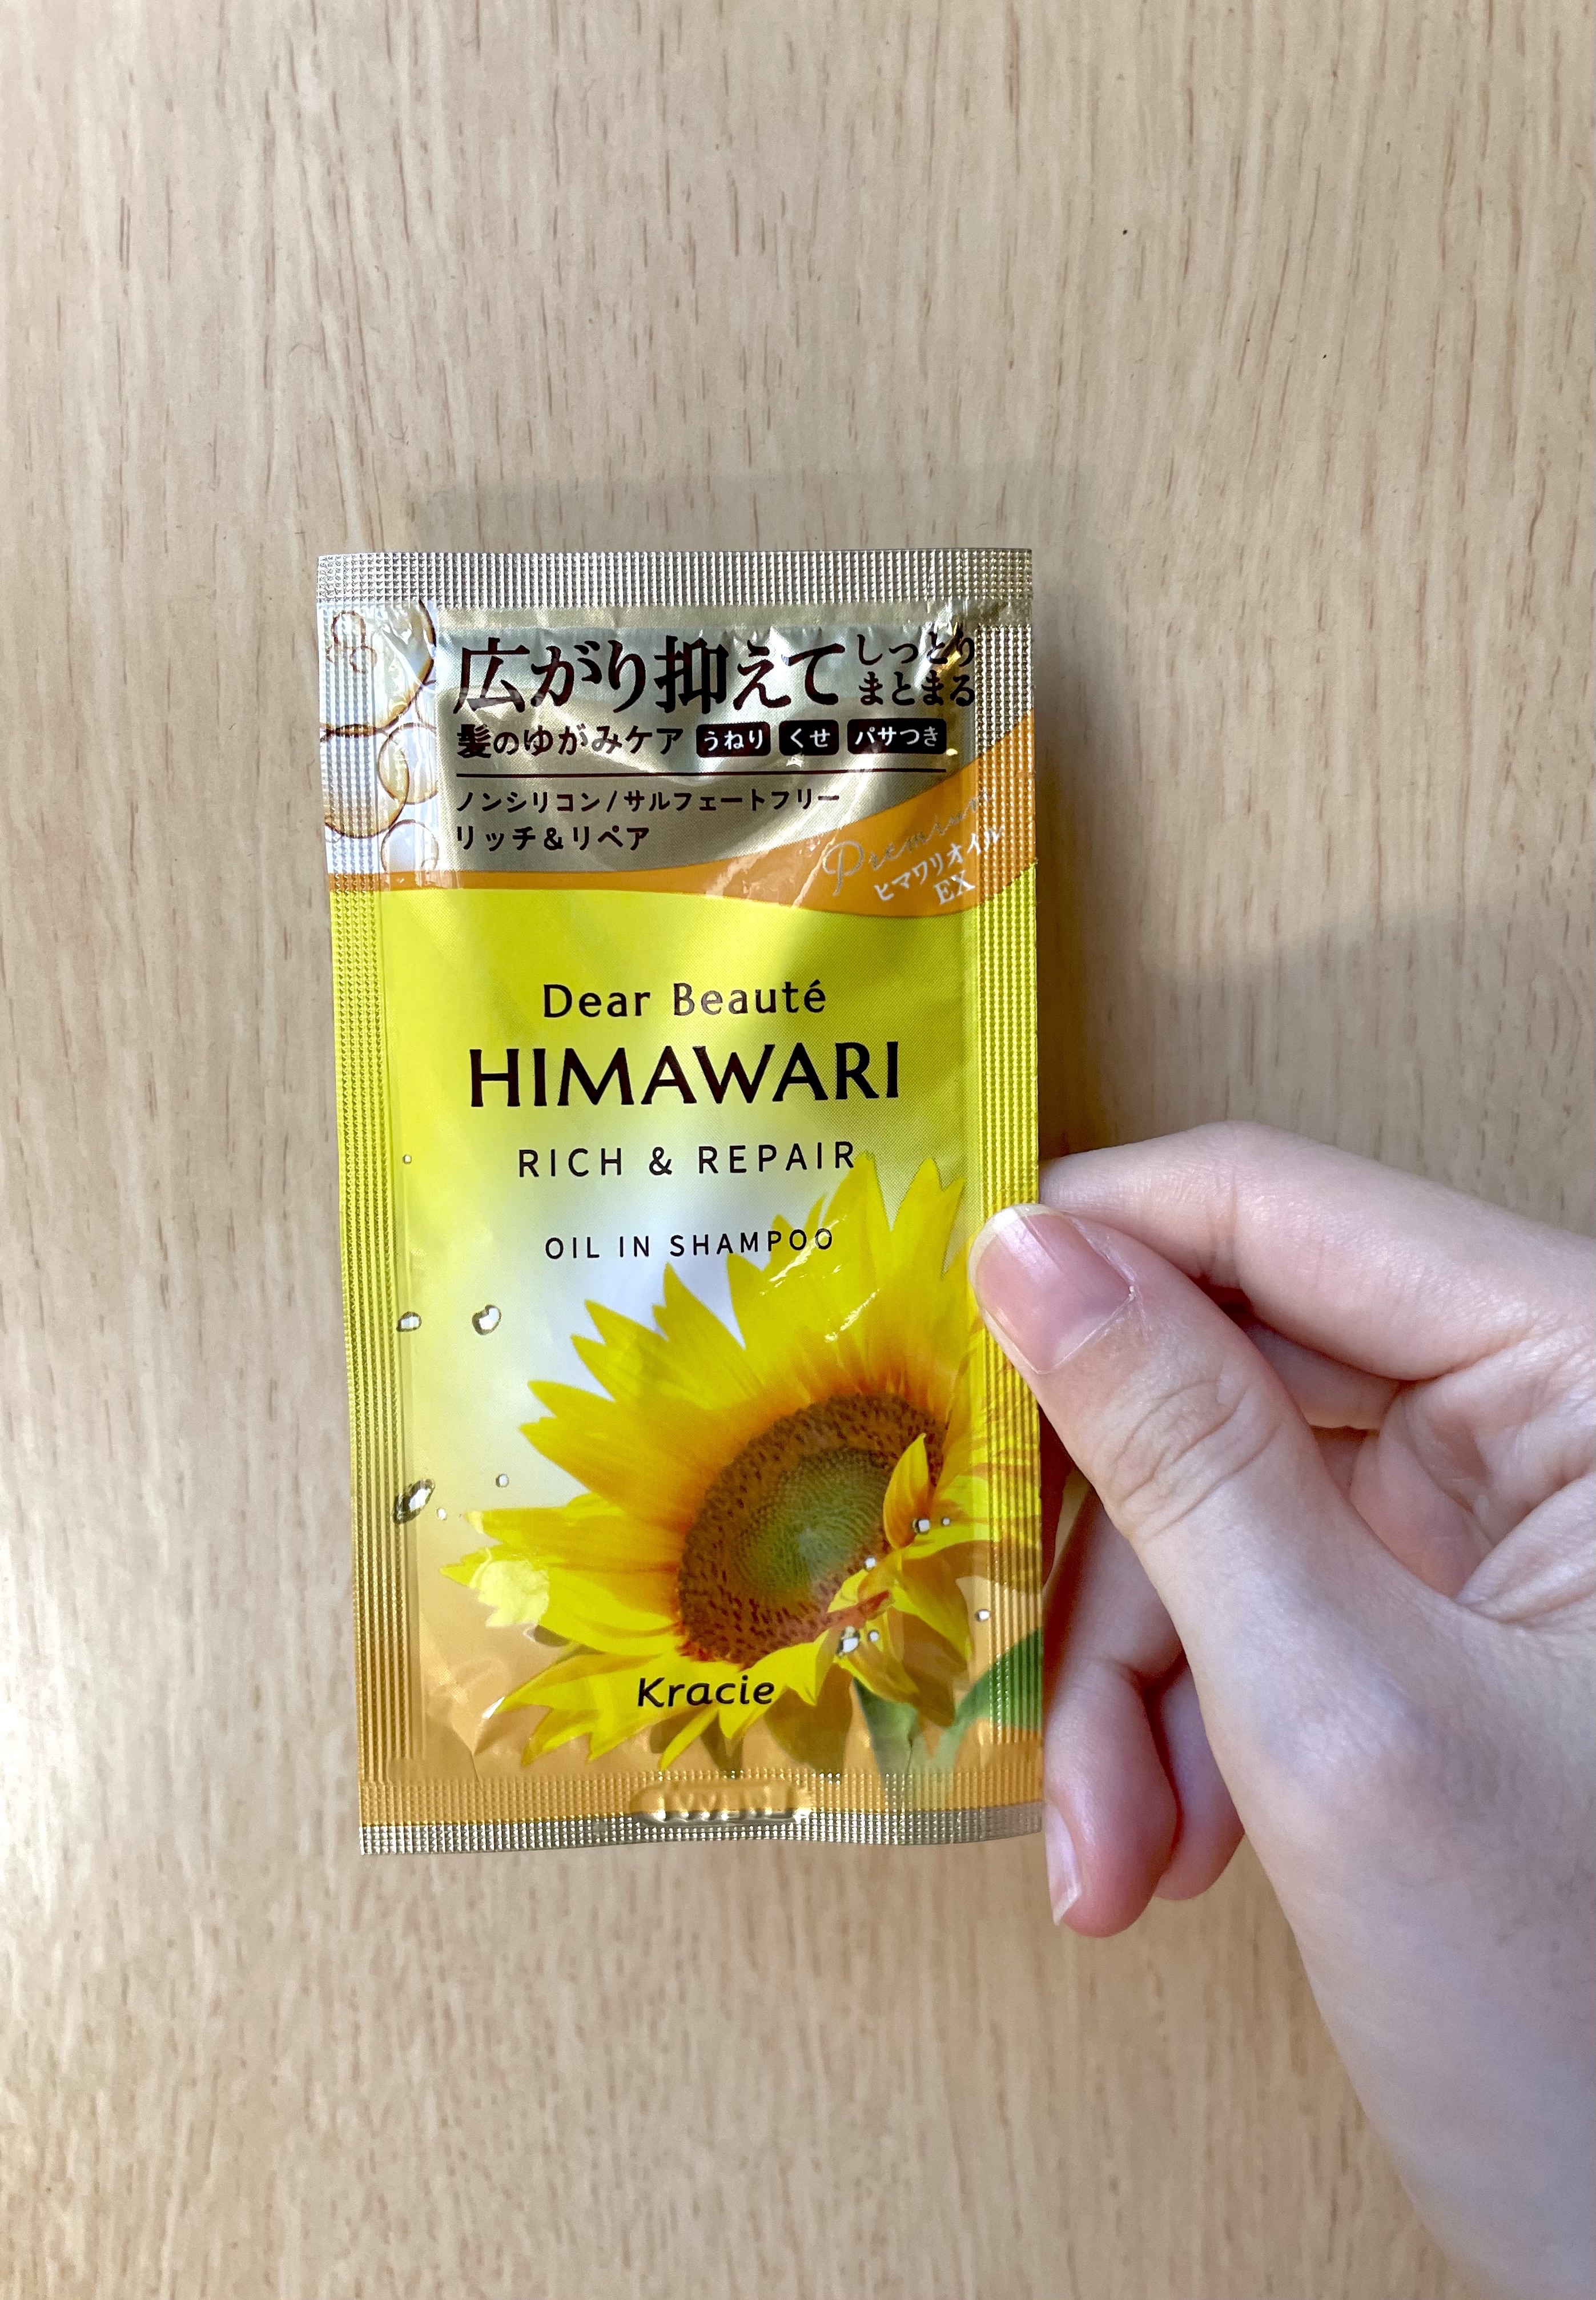 広がり抑えて しっとり
まとまる
髪のゆがみケア うねり くせ パサつき
ノンシリコン/サルフェートフリー
リッチ&リペア
Premium
ヒマワリオイル
EX
Dear Beauté
HIMAWARI
RICH & REPAIR
OIL IN SHAMPOO
Kracie